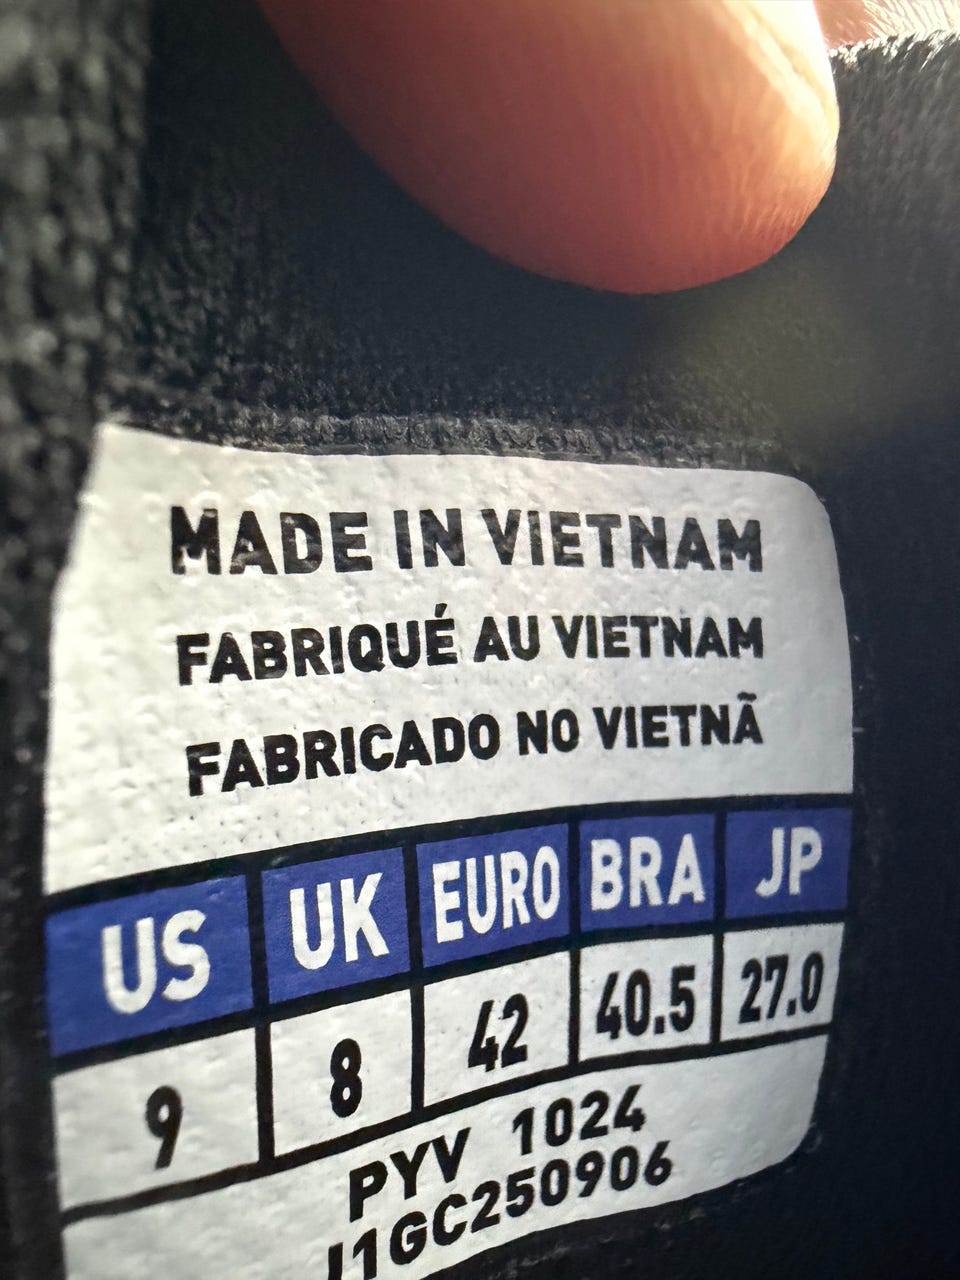 MADE IN VIETNAM
FABRIQUÉ AU VIETNAM
FABRICADO NO VIETNÃ
US UK EURO BRA JP
9 8 42 40.5 27.0
PYV 1024
J1GC250906